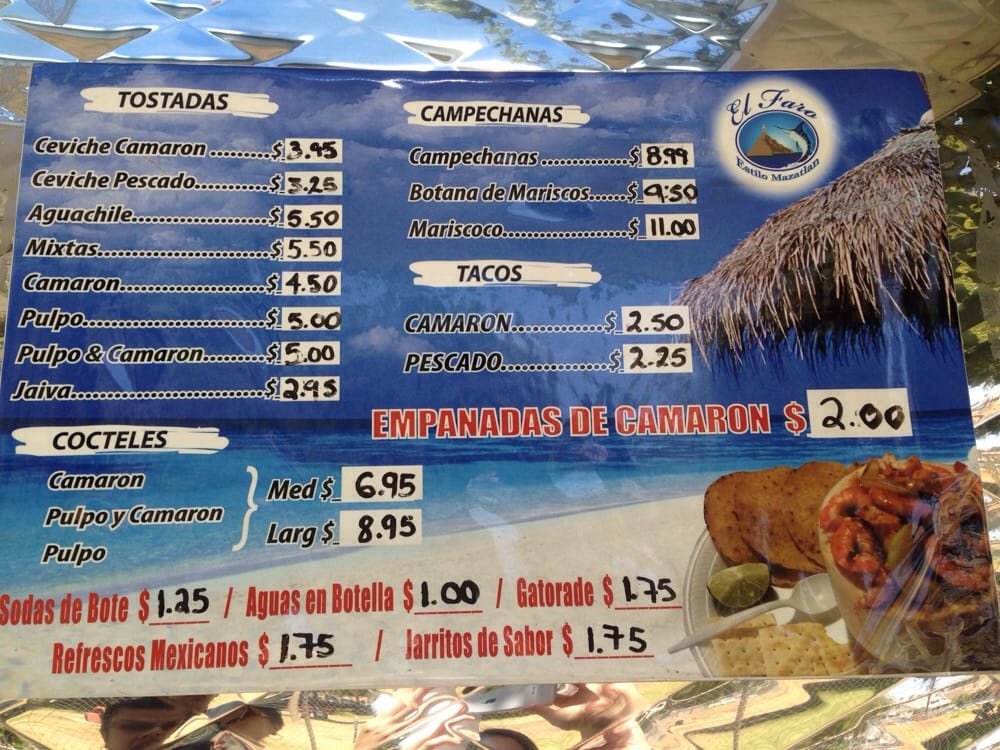 TOSTADAS
Ceviche Camaron.........$ 3.95
Ceviche Pescado..........$ 3.25
Aguachile....................$ 5.50
Mixtas.........................$ 5.50
Camaron.....................$ 4.50
Pulpo..........................$ 5.00
Pulpo & Camaron.........$ 5.00
Jaiva...........................$ 2.95
COCTELES
Camaron
Pulpo y Camaron
Pulpo
Med $ 6.95
Larg $ 8.95
CAMPECHANAS
Campechanas..............$ 8.99
Botana de Mariscos......$ 9.50
Mariscoco....................$ 11.00
TACOS
CAMARON..............$ 2.50
PESCADO................$ 2.25
EMPANADAS DE CAMARON $ 2.00
El Faro
Estilo Mazatlan
Sodas de Bote $ 1.25 / Aguas en Botella $ 1.00 / Gatorade $ 1.75
Refrescos Mexicanos $ 1.75 / Jarritos de Sabor $ 1.75